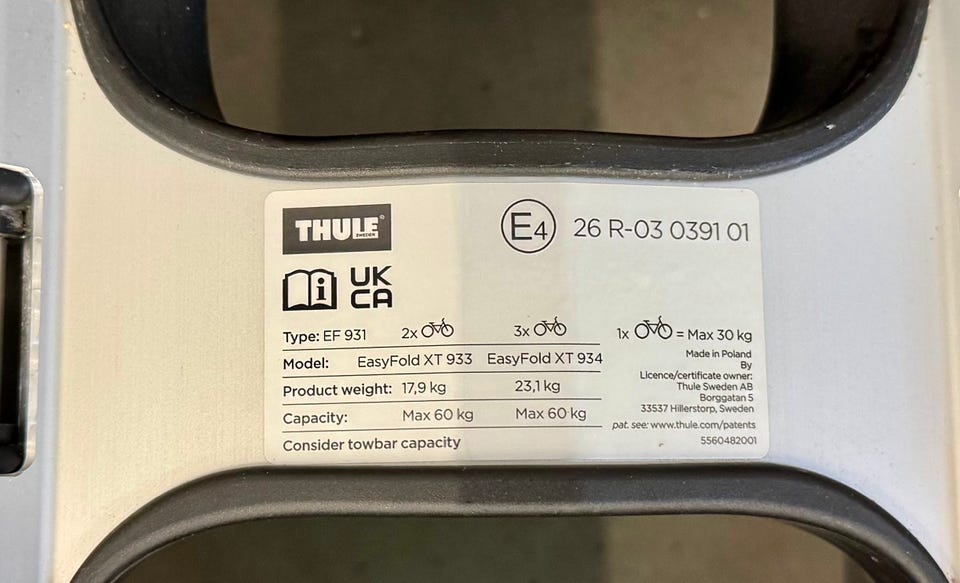 THULE®
SWEDEN
E4 26 R-03 0391 01
i UK
CA
Type: EF 931 2x 3x 1x = Max 30 kg
Model: EasyFold XT 933 EasyFold XT 934
Product weight: 17,9 kg 23,1 kg
Capacity: Max 60 kg Max 60 kg
Consider towbar capacity
Made in Poland
By
Licence/certificate owner:
Thule Sweden AB
Borggatan 5
33537 Hillerstorp, Sweden
pat. see: www.thule.com/patents
5560482001